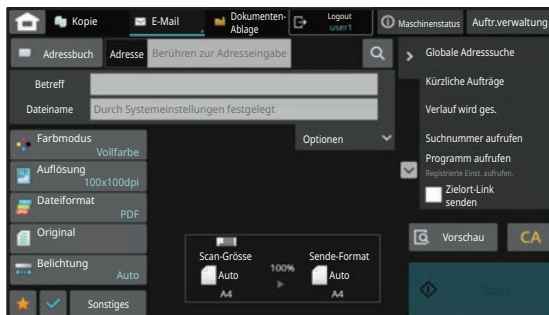 Kopie
E-Mail
Dokumenten-
Ablage
Logout
user1
Maschinenstatus
Auftr.verwaltung
Adressbuch
Adresse
Berühren zur Adresseingabe
Betreff
Dateiname
Durch Systemeinstellungen festgelegt
Optionen
Farbmodus
Vollfarbe
Auflösung
100x100dpi
Dateiformat
PDF
Original
Belichtung
Auto
Sonstiges
Scan-Grösse
Auto
A4
100%
Sende-Format
Auto
A4
Globale Adresssuche
Kürzliche Aufträge
Verlauf wird ges.
Suchnummer aufrufen
Programm aufrufen
Registrierte Einst. aufrufen.
Zielort-Link
senden
Vorschau
CA
Start